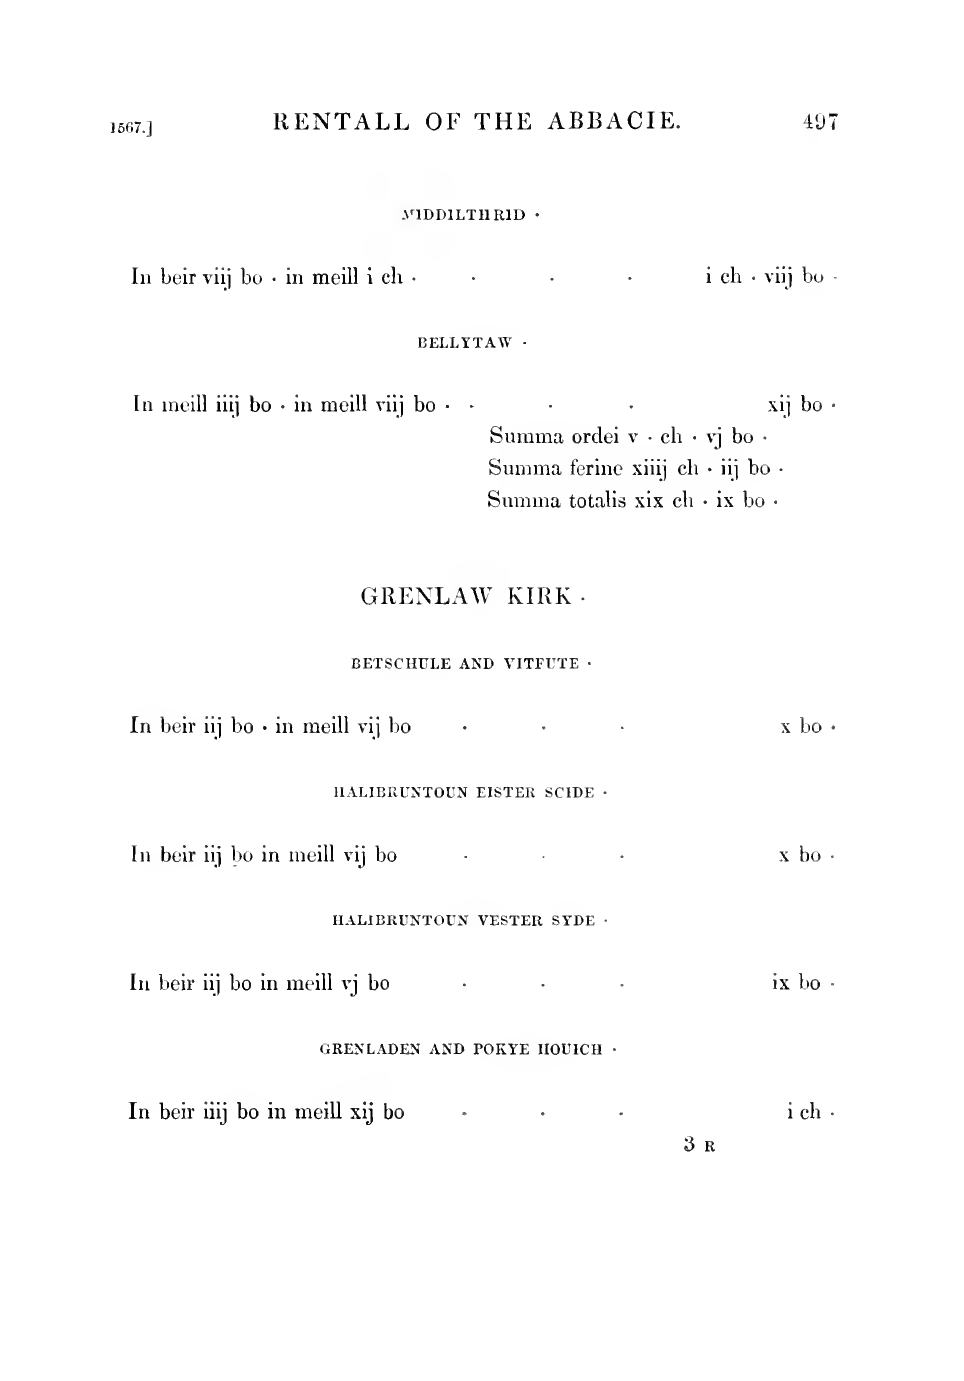 1567.] RENTALL OF THE ABBACIE. 497
MIDDILTHRID ·
In beir viij bo · in meill i ch · · · · i ch · viij bo ·
BELLYTAW ·
In meill iiij bo · in meill viij bo · · · · xij bo ·
Summa ordei v · ch · vj bo ·
Summa ferine xiiij ch · iij bo ·
Summa totalis xix ch · ix bo ·
GRENLAW KIRK ·
BETSCHULE AND VITFUTE ·
In beir iij bo · in meill vij bo · · · x bo ·
HALIBRUNTOUN EISTER SCIDE ·
In beir iij bo in meill vij bo · · · x bo ·
HALIBRUNTOUN VESTER SYDE ·
In beir iij bo in meill vj bo · · · ix bo ·
GRENLADEN AND POKYE HOUICH ·
In beir iiij bo in meill xij bo · · · i ch ·
3 R